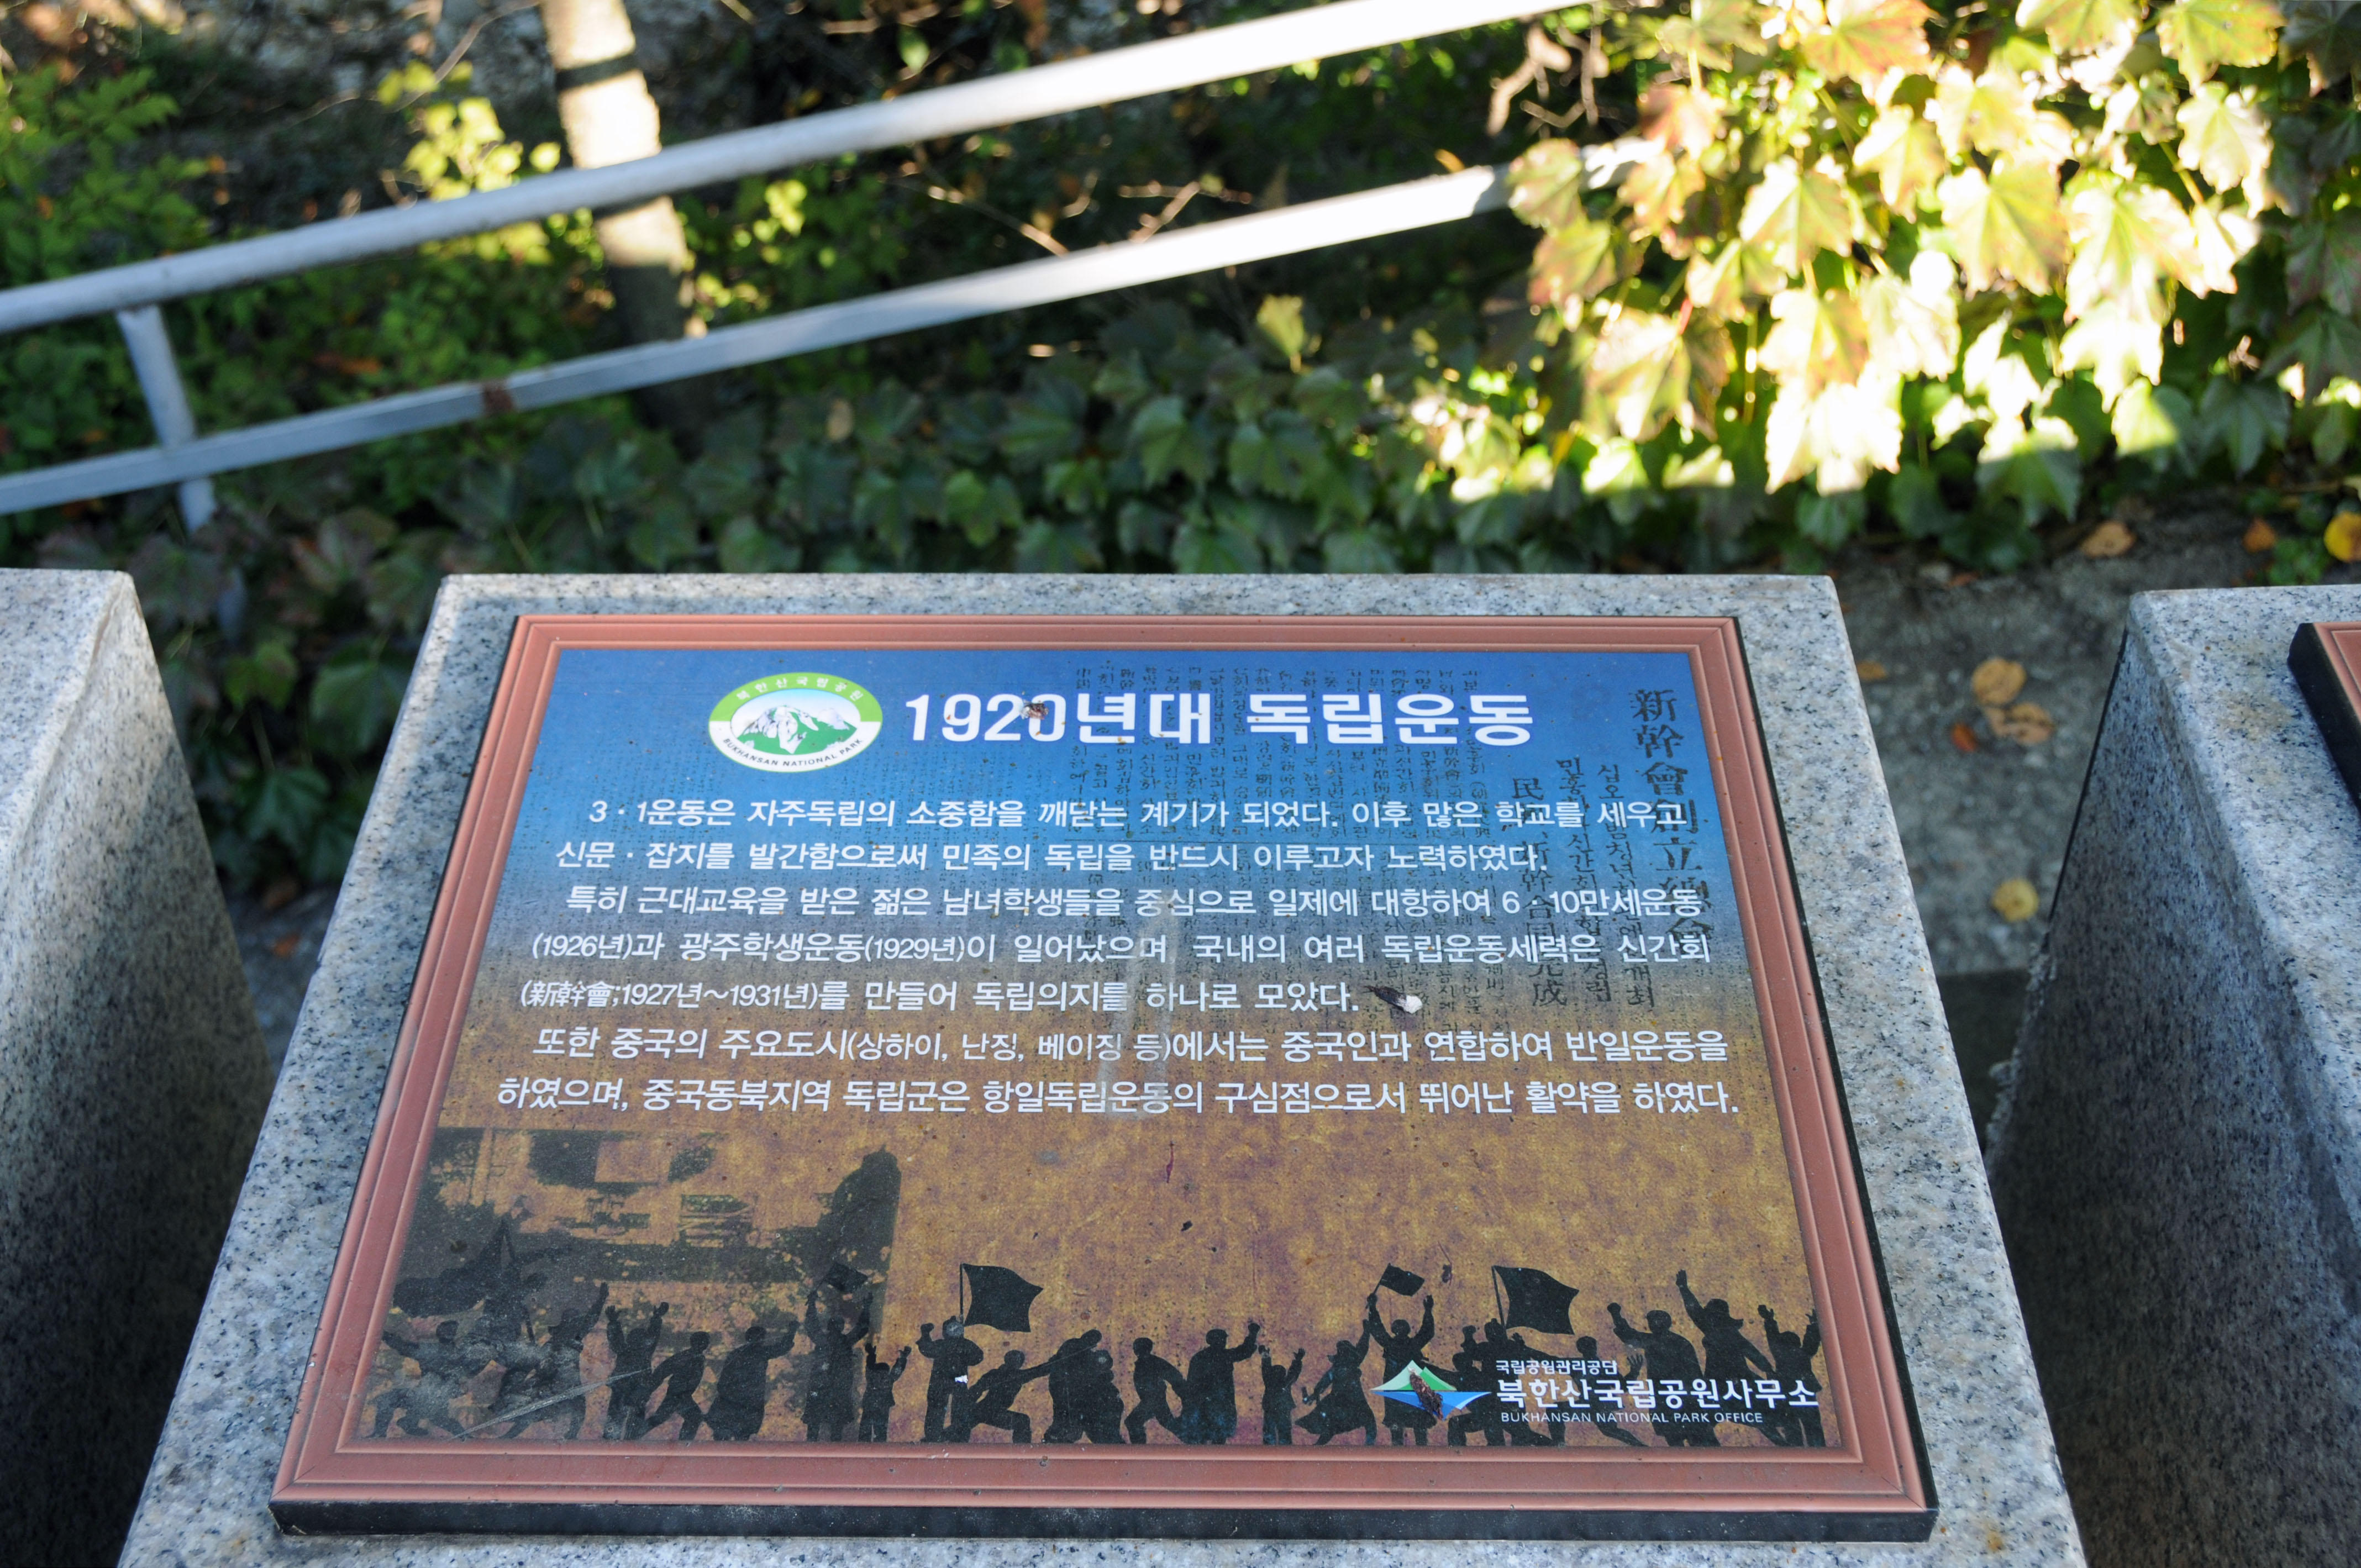 북한산국립공원
BUKHANSAN NATIONAL PARK
1920년대 독립운동
3·1운동은 자주독립의 소중함을 깨닫는 계기가 되었다. 이후 많은 학교를 세우고
신문·잡지를 발간함으로써 민족의 독립을 반드시 이루고자 노력하였다.
특히 근대교육을 받은 젊은 남녀학생들을 중심으로 일제에 대항하여 6·10만세운동
(1926년)과 광주학생운동(1929년)이 일어났으며 국내의 여러 독립운동세력은 신간회
(新幹會;1927년~1931년)를 만들어 독립의지를 하나로 모았다.
또한 중국의 주요도시(상하이, 난징, 베이징 등)에서는 중국인과 연합하여 반일운동을
하였으며, 중국동북지역 독립군은 항일독립운동의 구심점으로서 뛰어난 활약을 하였다.
新幹會創立
국립공원관리공단
북한산국립공원사무소
BUKHANSAN NATIONAL PARK OFFICE